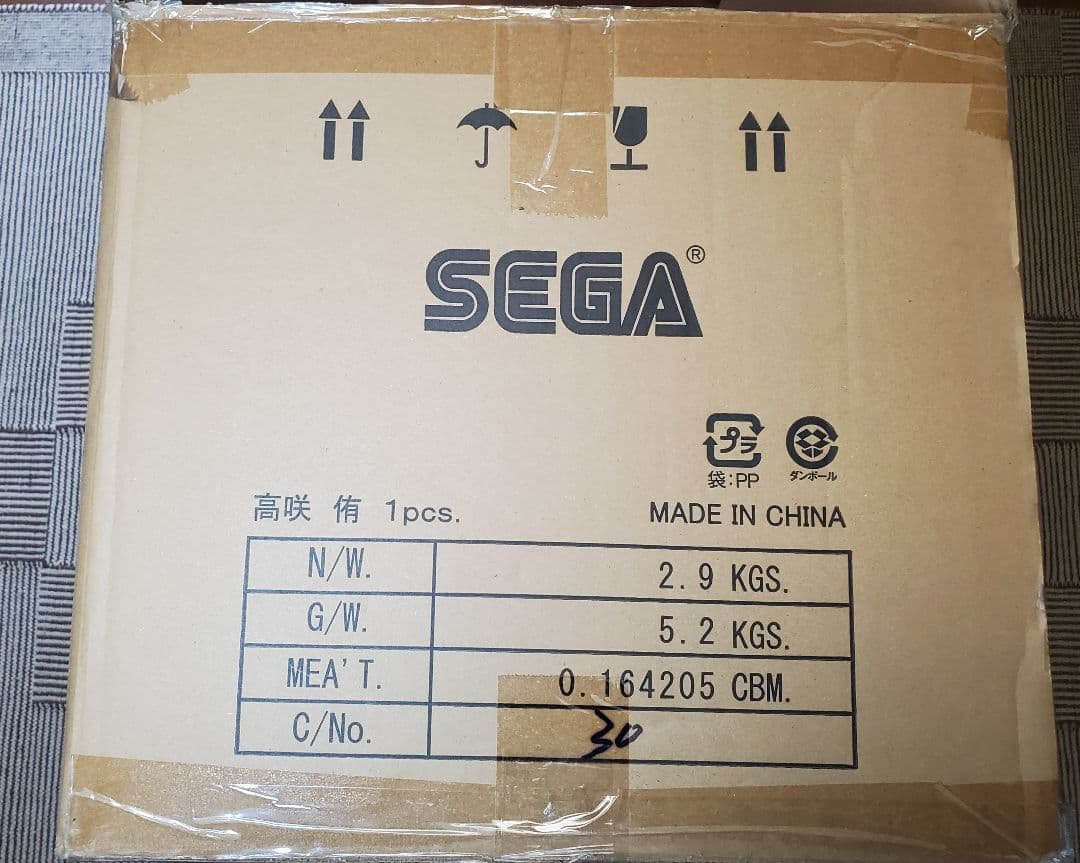 SEGA®
プラ
袋:PP
ダンボール
高咲 侑 1pcs.
MADE IN CHINA
N/W. 2.9 KGS.
G/W. 5.2 KGS.
MEA'T. 0.164205 CBM.
C/No. 30